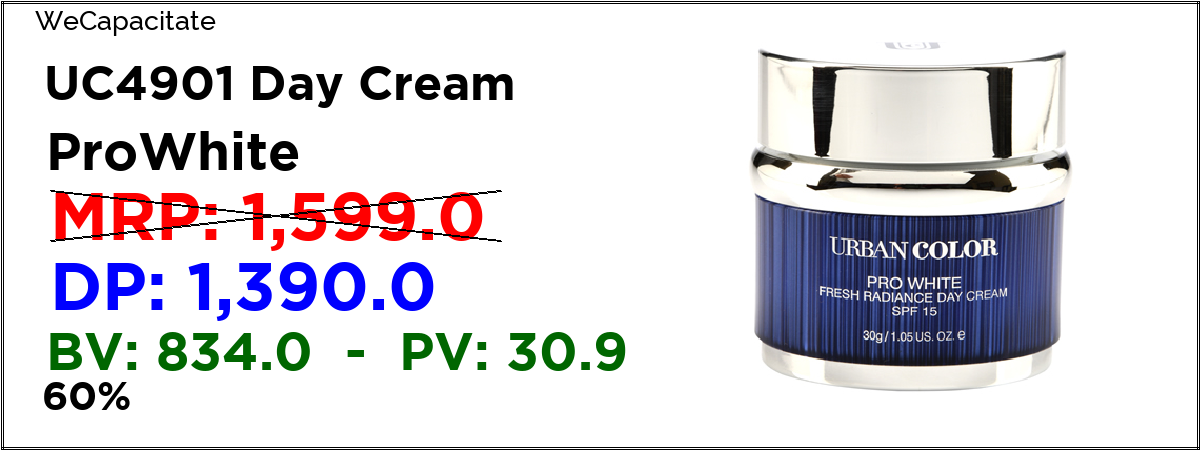 WeCapacitate
UC4901 Day Cream
ProWhite
MRP: 1,599.0
DP: 1,390.0
BV: 834.0 - PV: 30.9
60%
URBAN COLOR
PRO WHITE
FRESH RADIANCE DAY CREAM
SPF 15
30g / 1.05 US. OZ. e